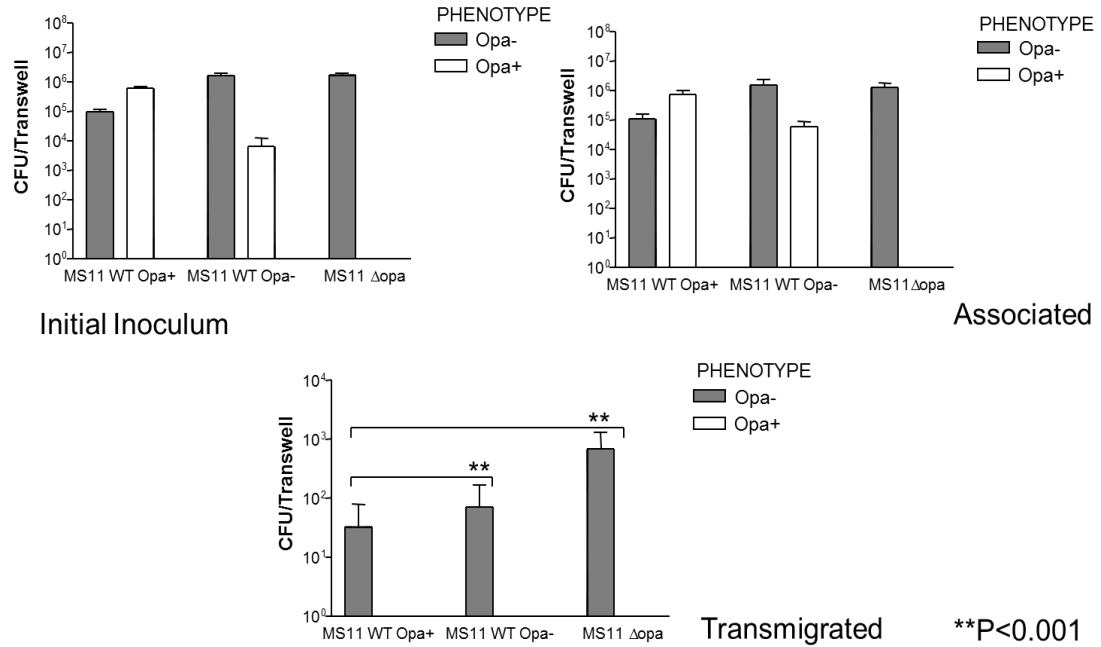 PHENOTYPE
Opa-
Opa+
CFU/Transwell
10⁸
10⁷
10⁶
10⁵
10⁴
10³
10²
10¹
10⁰
MS11 WT Opa+ MS11 WT Opa- MS11 Δopa
Initial Inoculum
PHENOTYPE
Opa-
Opa+
CFU/Transwell
10⁸
10⁷
10⁶
10⁵
10⁴
10³
10²
10¹
10⁰
MS11 WT Opa+ MS11 WT Opa- MS11Δopa
Associated
PHENOTYPE
Opa-
Opa+
CFU/Transwell
10⁴
10³
10²
10¹
10⁰
**
**
MS11 WT Opa+ MS11 WT Opa- MS11 Δopa
Transmigrated **P<0.001